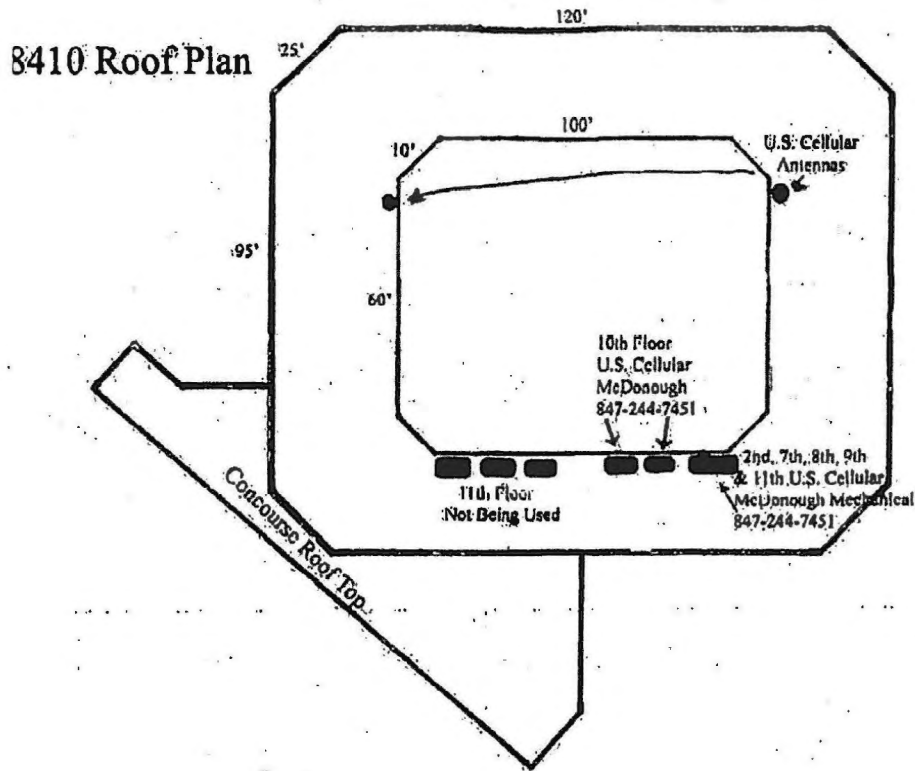 8410 Roof Plan
120'
25'
100'
10'
U.S. Cellular
Antennas
95'
60'
10th Floor
U.S. Cellular
McDonough
847-244-7451
2nd, 7th, 8th, 9th
& 11th U.S. Cellular
McDonough Mechanical
847-244-7451
11th Floor
Not Being Used
Concourse Roof Top